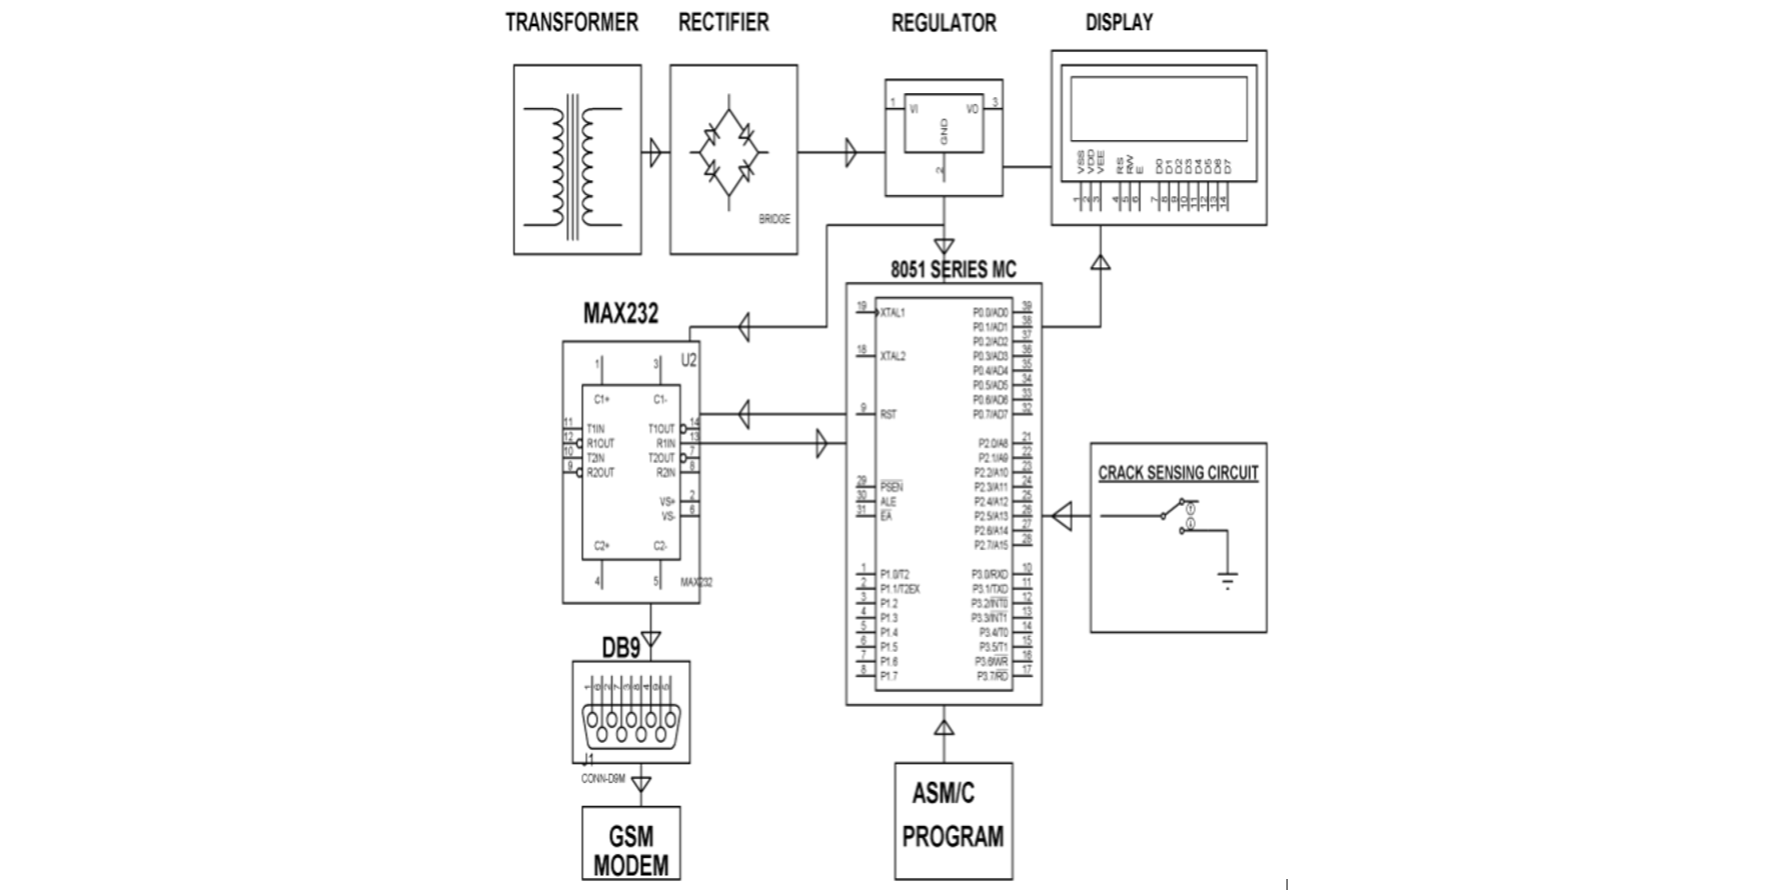 TRANSFORMER
RECTIFIER
REGULATOR
DISPLAY
BRIDGE
1
VI
VO
3
GND
2
VSS
VDD
VEE
RS
RW
E
D0
D1
D2
D3
D4
D5
D6
D7
1
2
3
4
5
6
7
8
9
10
11
12
13
14
8051 SERIES MC
19
XTAL1
18
XTAL2
9
RST
29
PSEN
30
ALE
31
EA
1
P1.0/T2
2
P1.1/T2EX
3
P1.2
4
P1.3
5
P1.4
6
P1.5
7
P1.6
8
P1.7
P0.0/AD0
39
P0.1/AD1
38
P0.2/AD2
37
P0.3/AD3
36
P0.4/AD4
35
P0.5/AD5
34
P0.6/AD6
33
P0.7/AD7
32
P2.0/A8
21
P2.1/A9
22
P2.2/A10
23
P2.3/A11
24
P2.4/A12
25
P2.5/A13
26
P2.6/A14
27
P2.7/A15
28
P3.0/RXD
10
P3.1/TXD
11
P3.2/INT0
12
P3.3/INT1
13
P3.4/T0
14
P3.5/T1
15
P3.6/WR
16
P3.7/RD
17
MAX232
U2
1
3
C1+
C1-
11
T1IN
T1OUT
14
12
R1OUT
R1IN
13
10
T2IN
T2OUT
7
9
R2OUT
R2IN
8
VS+
2
VS-
6
C2+
C2-
4
5
MAX232
CRACK SENSING CIRCUIT
DB9
1
6
2
7
3
8
4
9
5
J1
CONN-D9M
GSM
MODEM
ASM/C
PROGRAM